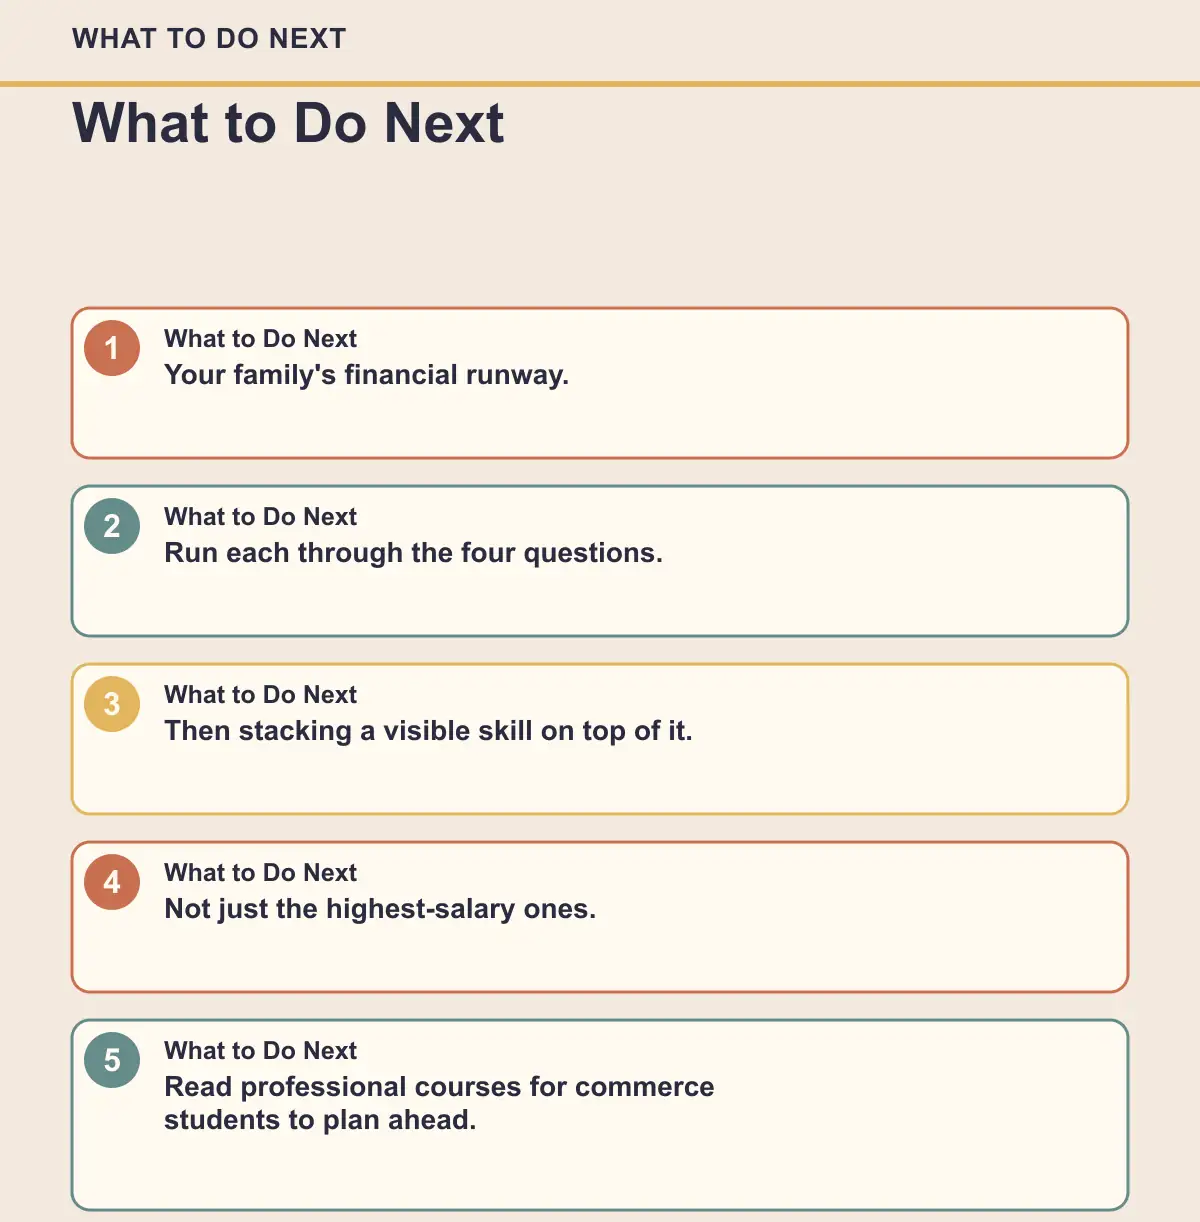 WHAT TO DO NEXT
What to Do Next
1
What to Do Next
Your family's financial runway.
2
What to Do Next
Run each through the four questions.
3
What to Do Next
Then stacking a visible skill on top of it.
4
What to Do Next
Not just the highest-salary ones.
5
What to Do Next
Read professional courses for commerce
students to plan ahead.